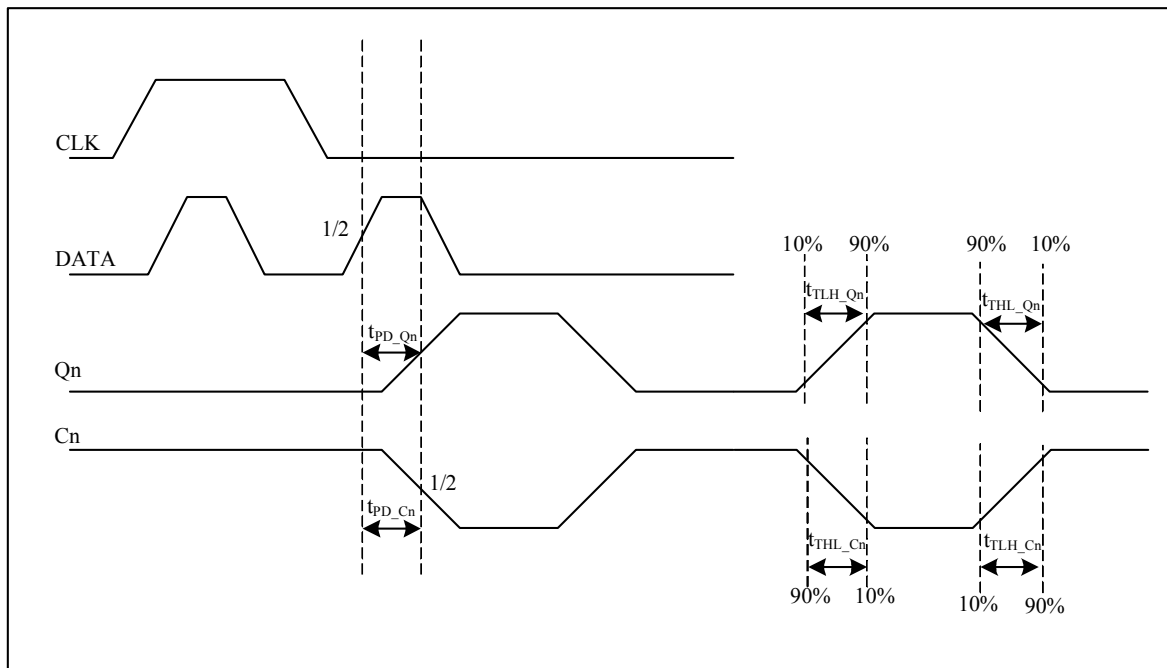 CLK
1/2
DATA
10% 90% 90% 10%
tTLH_Qn tTHL_Qn
tPD_Qn
Qn
Cn
1/2
tPD_Cn
tTHL_Cn tTLH_Cn
90% 10% 10% 90%